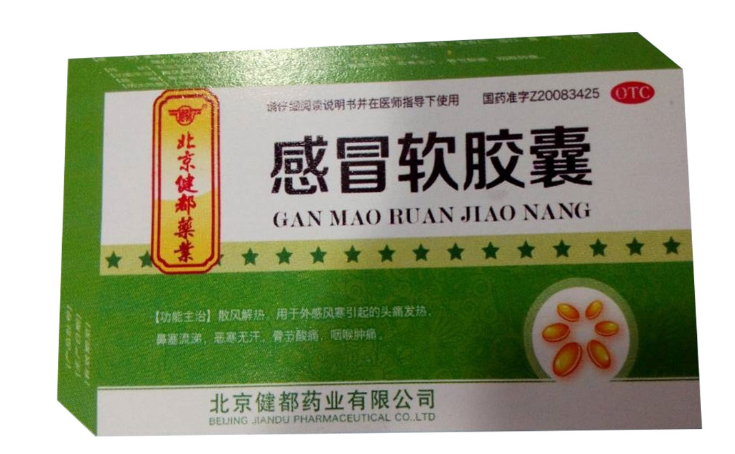 请仔细阅读说明书并在医师指导下使用
国药准字Z20083425
OTC
北京健都藥業
感冒软胶囊
GAN MAO RUAN JIAO NANG
【功能主治】散风解热，用于外感风寒引起的头痛发热，
鼻塞流涕，恶寒无汗，骨节酸痛，咽喉肿痛。
北京健都药业有限公司
BEIJING JIANDU PHARMACEUTICAL CO.,LTD